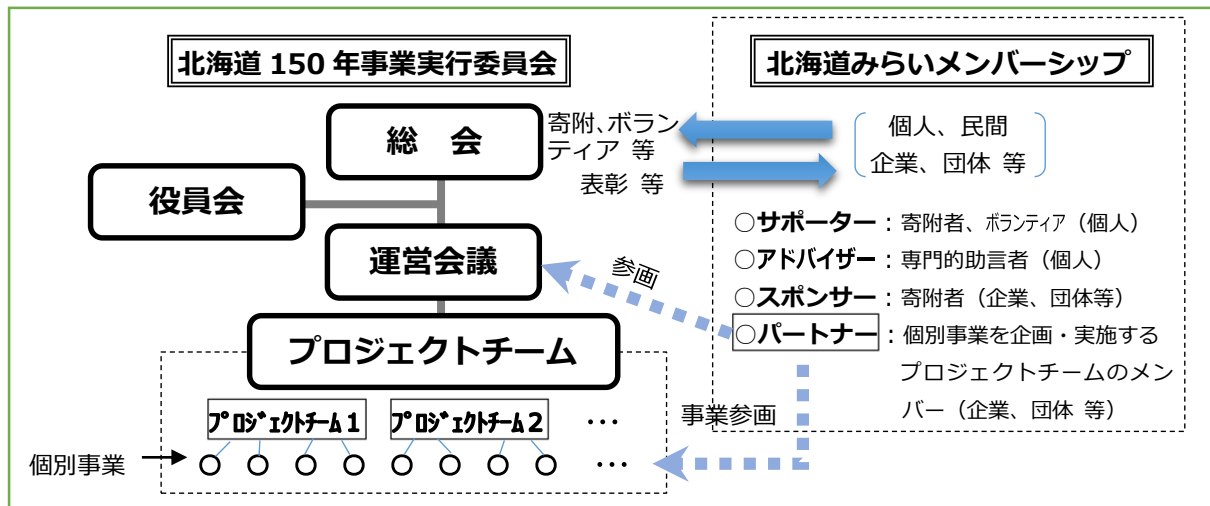 北海道 150 年事業実行委員会
総　会
役員会
運営会議
プロジェクトチーム
プロジェクトチーム１
プロジェクトチーム２
…
個別事業
○ ○ ○ ○ ○ ○ ○ ○ …
寄附、ボラン
ティア 等
表彰 等
参画
事業参画
北海道みらいメンバーシップ
個人、民間
企業、団体 等
○サポーター：寄附者、ボランティア（個人）
○アドバイザー：専門的助言者（個人）
○スポンサー：寄附者（企業、団体等）
○パートナー：個別事業を企画・実施する
プロジェクトチームのメン
バー（企業、団体 等）